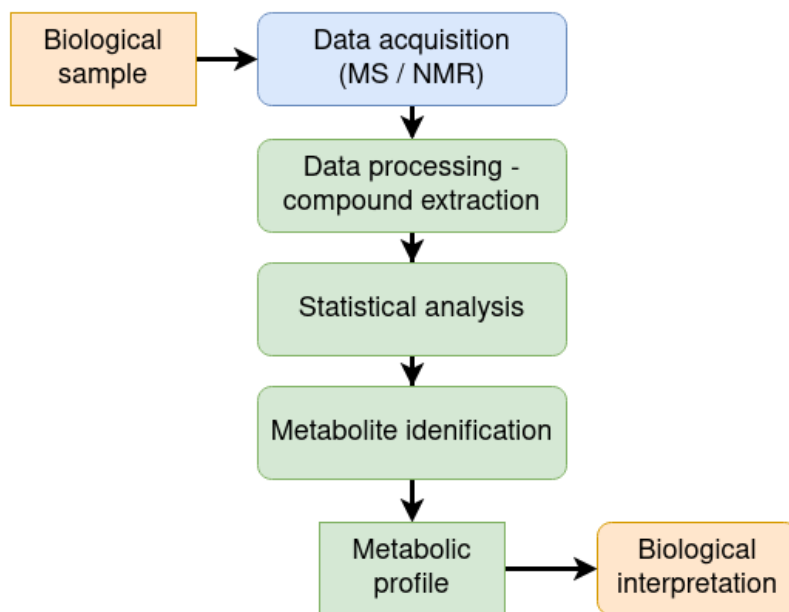 Biological
sample
Data acquisition
(MS / NMR)
Data processing -
compound extraction
Statistical analysis
Metabolite idenification
Metabolic
profile
Biological
interpretation